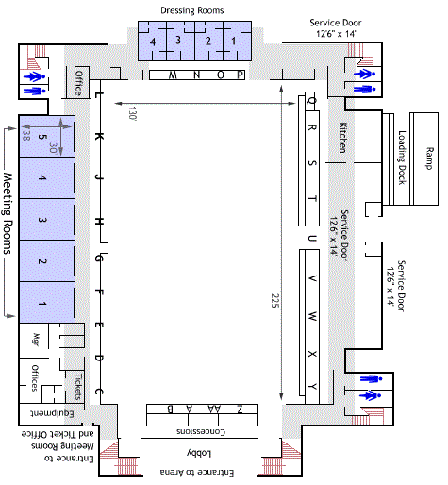 Dressing Rooms
4
3
2
1
Service Door
12'6" x 14'
Office
P O N W
L
K
J
H
G
F
E
D
C
130'
225
Q
R
S
T
U
V
W
X
Y
Kitchen
Loading Dock
Ramp
Service Door
12'6" x 14'
Service Door
12'6" x 14'
38
30
5
4
3
2
1
Meeting Rooms
Mgr
Offices
Tickets
Equipment
B A AA Z
Concessions
Lobby
Entrance to Arena
Entrance to
Meeting Rooms
and Ticket Office